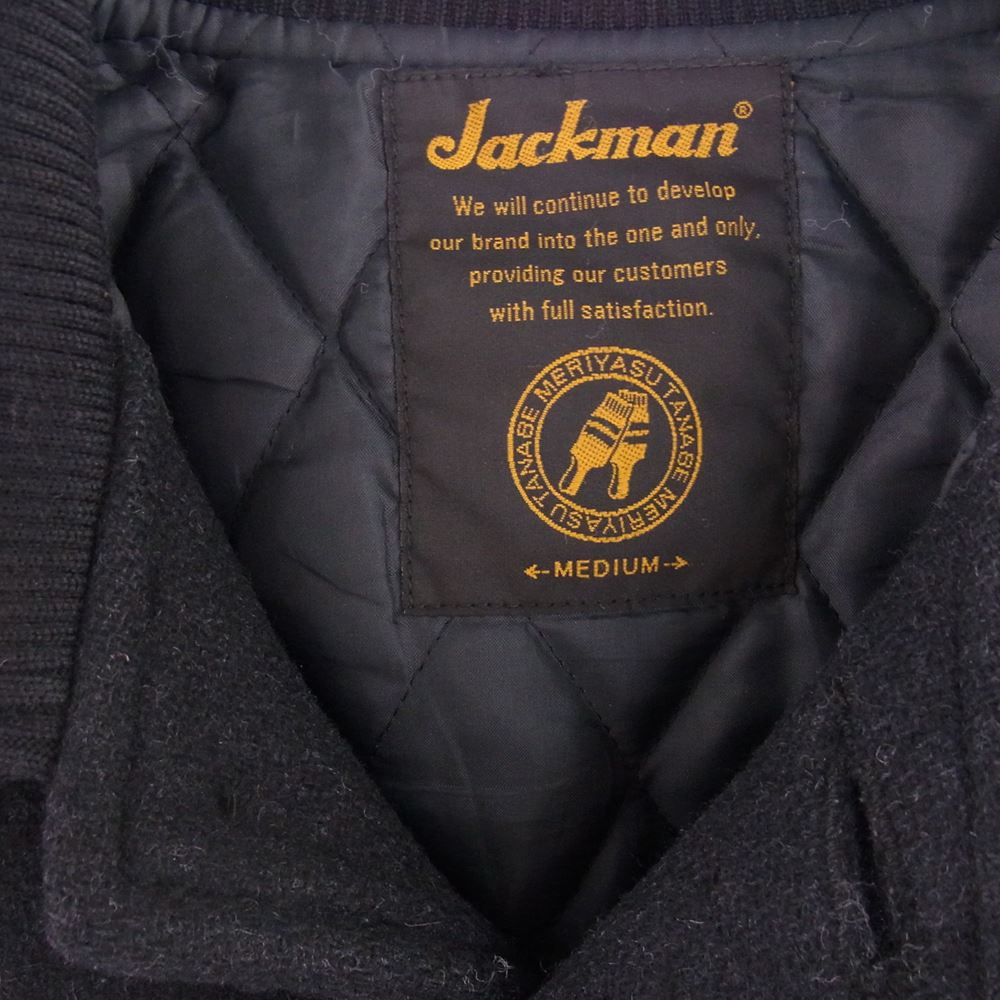 Jackman®
We will continue to develop
our brand into the one and only,
providing our customers
with full satisfaction.
MERIYASU TANABE MERIYASU TANABE
←-MEDIUM-→